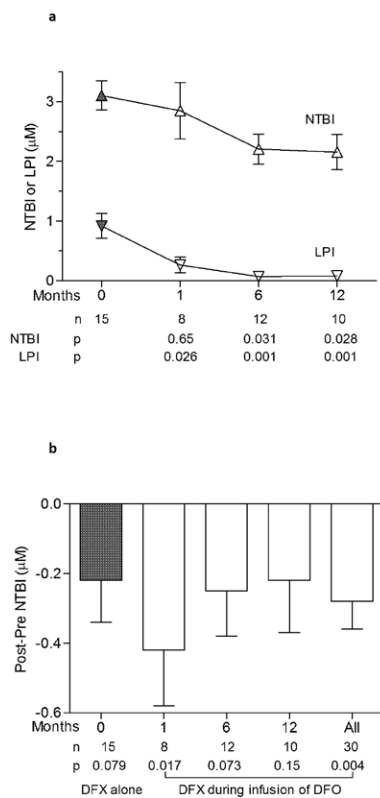 a
NTBI or LPI (μM)
3
2
1
0
NTBI
LPI
Months 0 1 6 12
n 15 8 12 10
NTBI p 0.65 0.031 0.028
LPI p 0.026 0.001 0.001
b
Post-Pre NTBI (μM)
0.0
-0.2
-0.4
-0.6
Months 0 1 6 12 All
n 15 8 12 10 30
p 0.079 0.017 0.073 0.15 0.004
DFX alone DFX during infusion of DFO